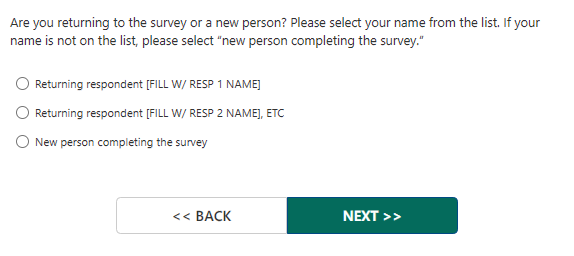 Are you returning to the survey or a new person? Please select your name from the list. If your
name is not on the list, please select “new person completing the survey.”
Returning respondent [FILL W/ RESP 1 NAME]
Returning respondent [FILL W/ RESP 2 NAME], ETC
New person completing the survey
<< BACK
NEXT >>